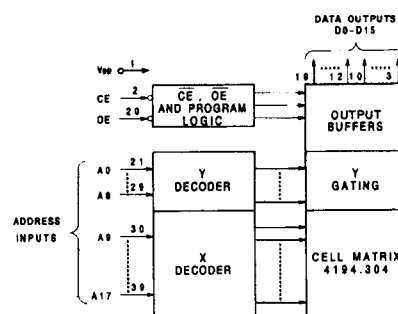 DATA OUTPUTS
D0-D15
19 ..... 12 10 ..... 3
Vpp 1
CE 2
OE 20
CE, OE
AND PROGRAM
LOGIC
OUTPUT
BUFFERS
ADDRESS
INPUTS
A0 21
A8 29
Y
DECODER
Y
GATING
A9 30
A17 39
X
DECODER
CELL MATRIX
4194.304